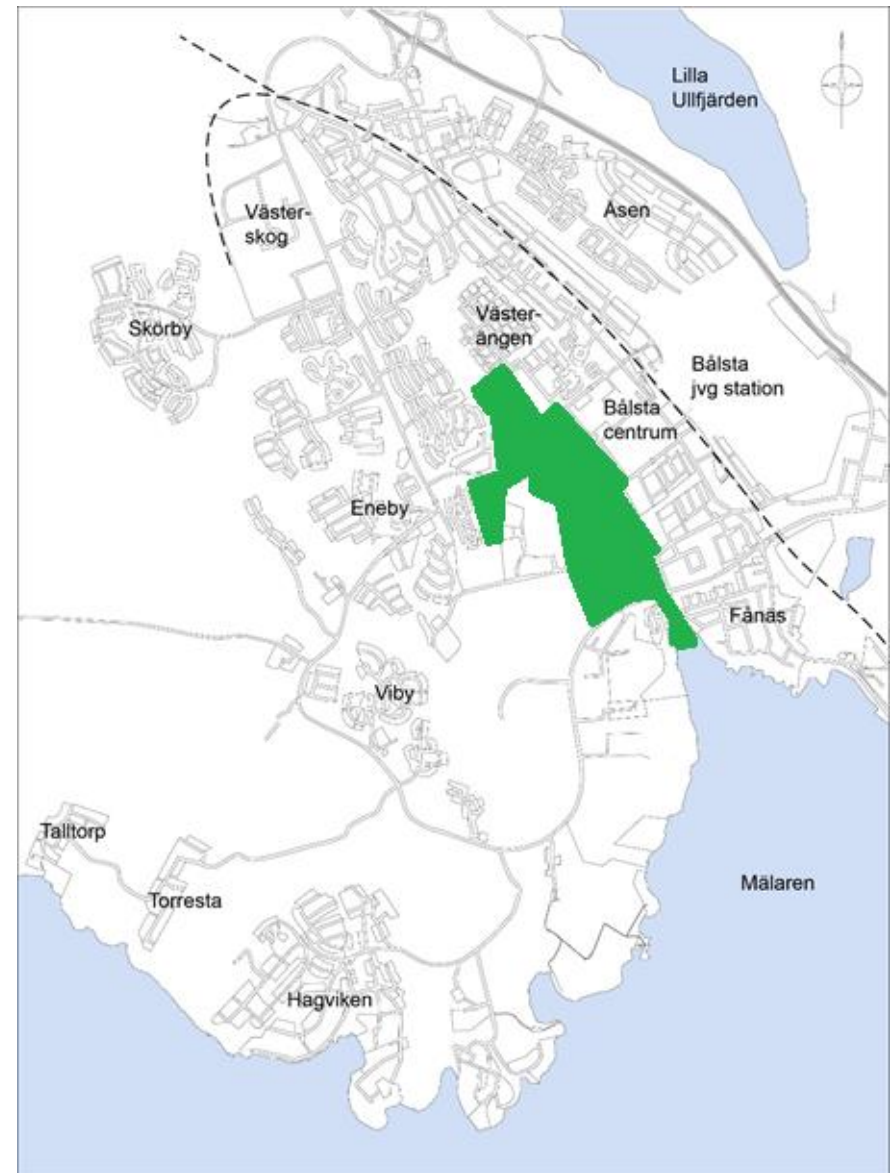 Lilla
Ullfjärden
Åsen
Väster-
skog
Skörby
Väster-
ängen
Bålsta
jvg station
Bålsta
centrum
Eneby
Fånäs
Viby
Talltorp
Torresta
Mälaren
Hagviken